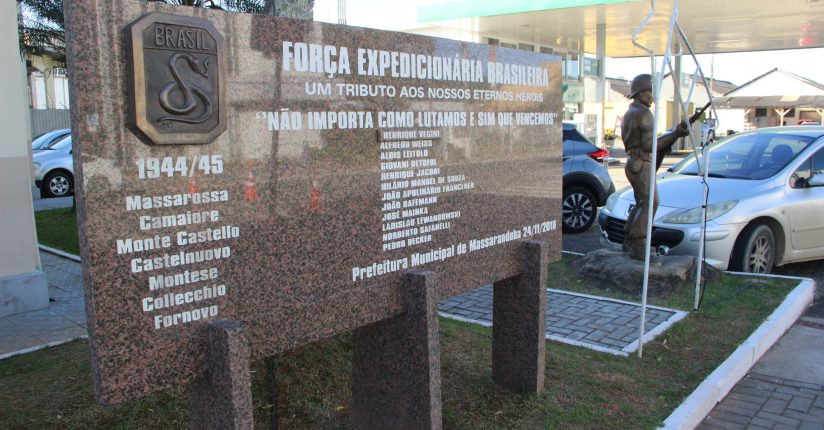 BRASIL
1944/45
Massarossa
Camaiore
Monte Castello
Castelnuovo
Montese
Collecchio
Fornovo
FORÇA EXPEDICIONÁRIA BRASILEIRA
UM TRIBUTO AOS NOSSOS ETERNOS HERÓIS
"NÃO IMPORTA COMO LUTAMOS E SIM QUE VENCEMOS"
HENRIQUE VEGINI
ALFREDO WEISS
ALOIS LEITOLD
GIOVANI BITDROL
HENRIQUE JACOBI
HILÁRIO MANOEL DE SOUZA
JOÃO APOLINÁRIO FRANCENER
JOÃO HAFEMANN
JOSÉ MAINKA
LADISLAO LEWANDOWSKI
NORBERTO SAFANELLI
PEDRO DECKER
Prefeitura Municipal de Massaranduba 24/11/2018